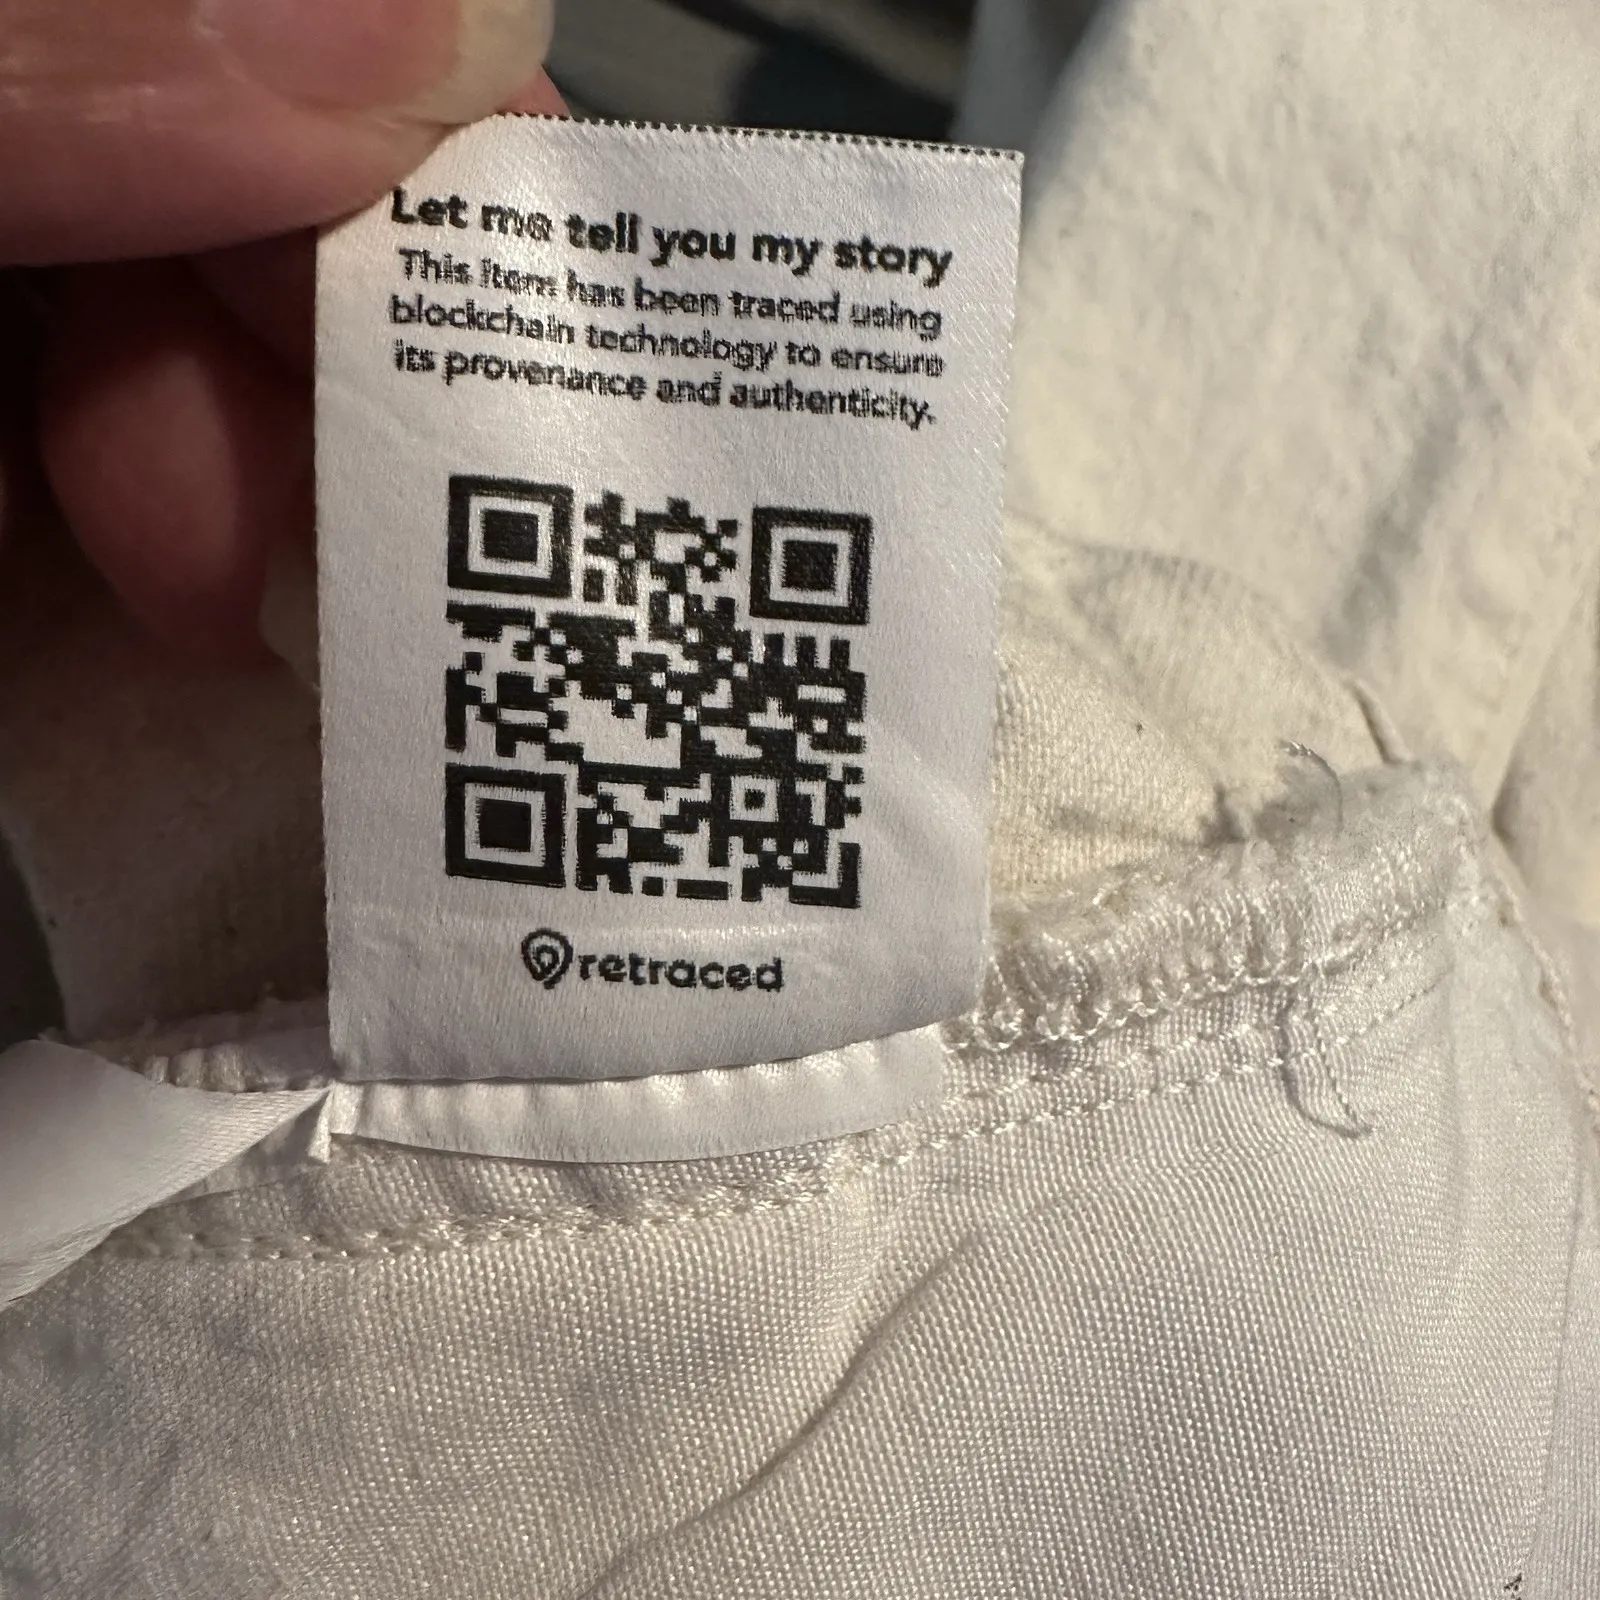 Let me tell you my story
This item has been traced using
blockchain technology to ensure
its provenance and authenticity.
retraced